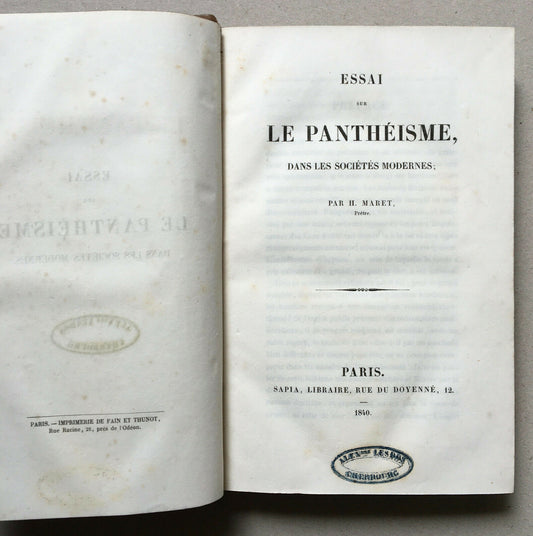 PARIS. — IMPRIMERIE DE FAIN ET THUNOT,
Rue Racine, 28, près de l'Odéon.
ESSAI
SUR
LE PANTHÉISME,
DANS LES SOCIÉTÉS MODERNES;
PAR H. MARET,
Prêtre.
PARIS.
SAPIA, LIBRAIRE, RUE DU DOYENNÉ, 12.
1840.
CHERBOURG